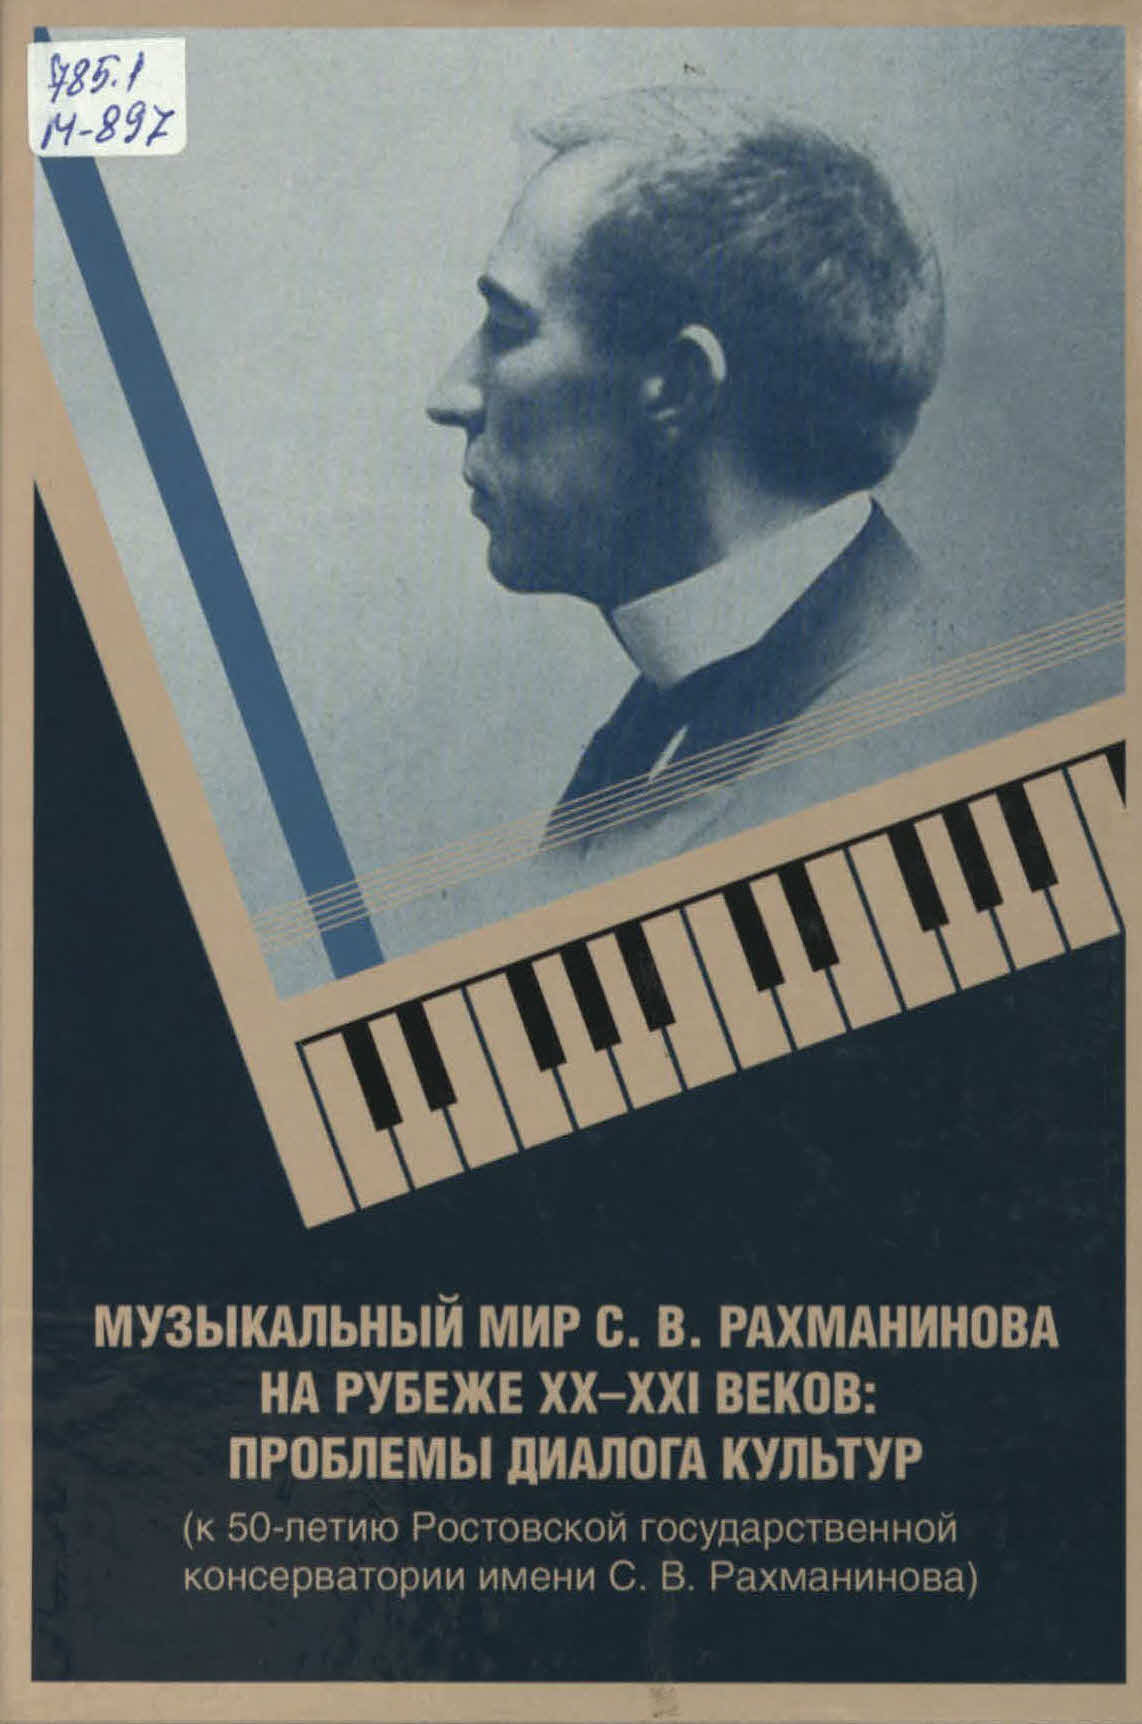 785.1
М-897
МУЗЫКАЛЬНЫЙ МИР С. В. РАХМАНИНОВА
НА РУБЕЖЕ XX–XXI ВЕКОВ:
ПРОБЛЕМЫ ДИАЛОГА КУЛЬТУР
(к 50-летию Ростовской государственной
консерватории имени С. В. Рахманинова)